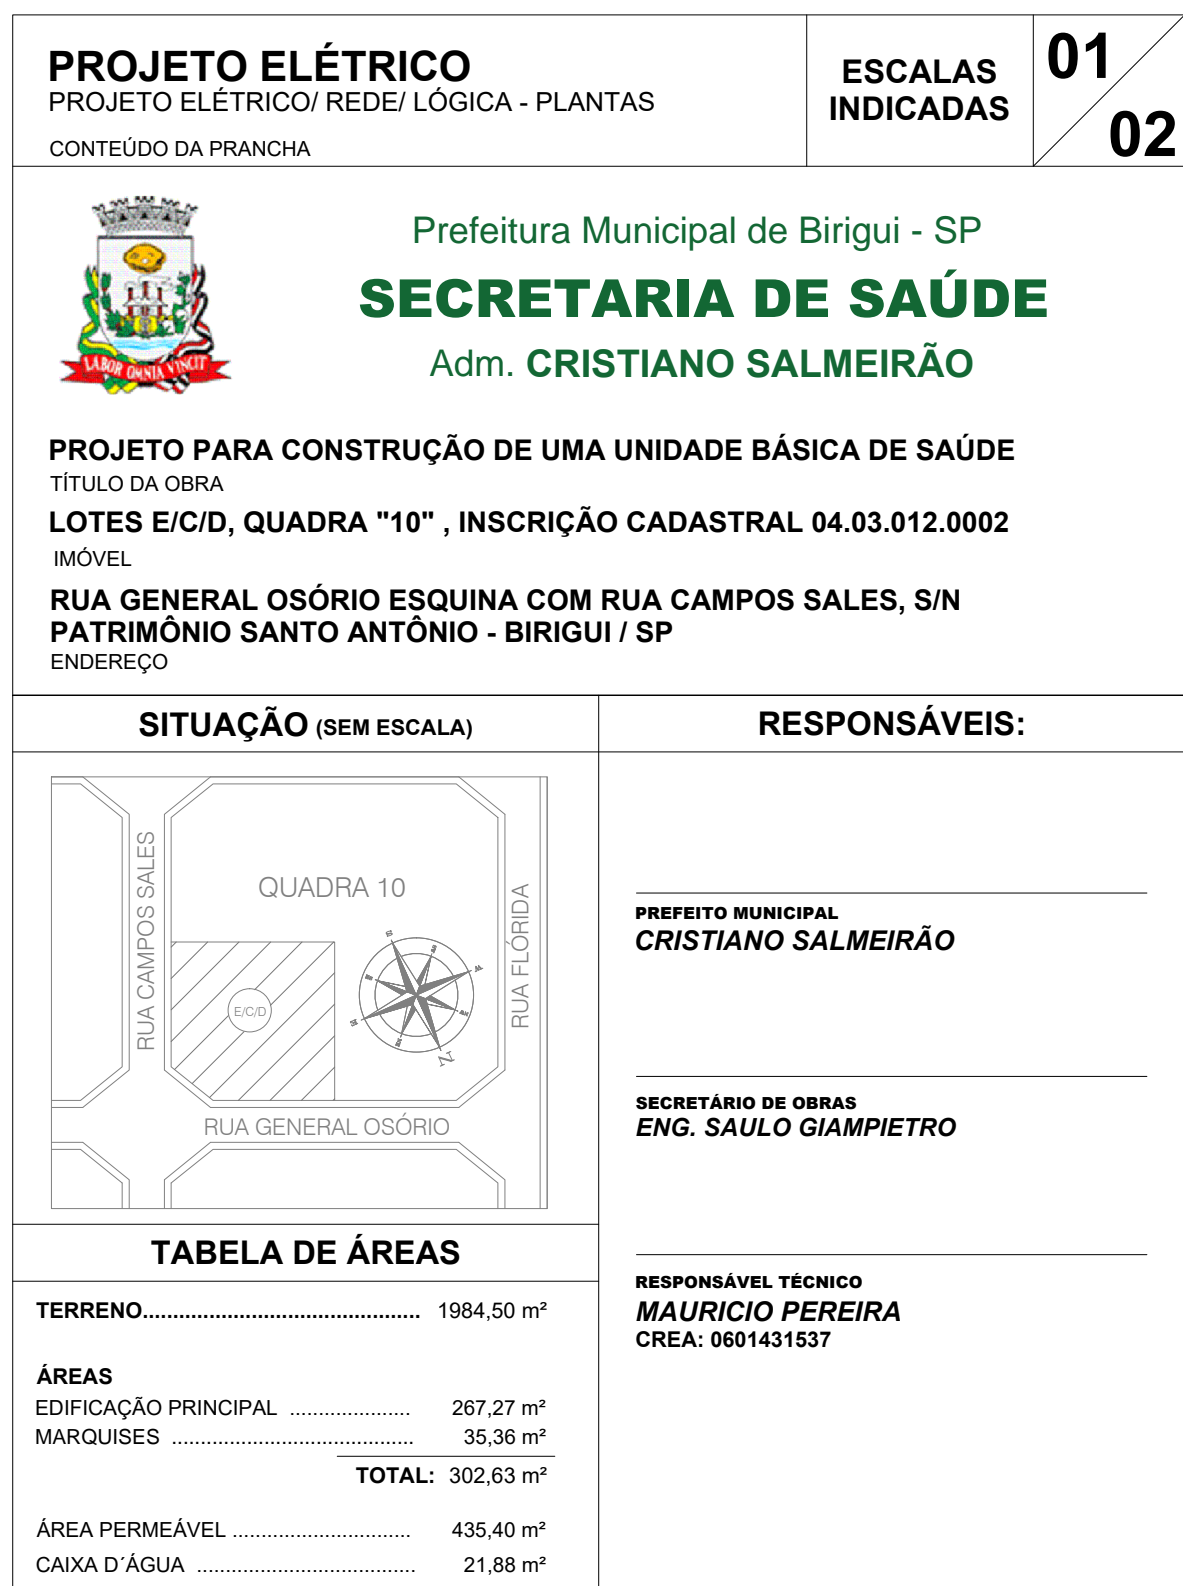 PROJETO ELÉTRICO
PROJETO ELÉTRICO/ REDE/ LÓGICA - PLANTAS
CONTEÚDO DA PRANCHA
ESCALAS
INDICADAS
01
02
Prefeitura Municipal de Birigui - SP
SECRETARIA DE SAÚDE
Adm. CRISTIANO SALMEIRÃO
LABOR OMNIA VINCIT
PROJETO PARA CONSTRUÇÃO DE UMA UNIDADE BÁSICA DE SAÚDE
TÍTULO DA OBRA
LOTES E/C/D, QUADRA "10" , INSCRIÇÃO CADASTRAL 04.03.012.0002
IMÓVEL
RUA GENERAL OSÓRIO ESQUINA COM RUA CAMPOS SALES, S/N
PATRIMÔNIO SANTO ANTÔNIO - BIRIGUI / SP
ENDEREÇO
SITUAÇÃO (SEM ESCALA)
RUA CAMPOS SALES
QUADRA 10
RUA FLÓRIDA
E/C/D
N
RUA GENERAL OSÓRIO
TABELA DE ÁREAS
TERRENO.............................................. 1984,50 m²
ÁREAS
EDIFICAÇÃO PRINCIPAL ..................... 267,27 m²
MARQUISES .......................................... 35,36 m²
TOTAL: 302,63 m²
ÁREA PERMEÁVEL ............................... 435,40 m²
CAIXA D´ÁGUA ...................................... 21,88 m²
RESPONSÁVEIS:
PREFEITO MUNICIPAL
CRISTIANO SALMEIRÃO
SECRETÁRIO DE OBRAS
ENG. SAULO GIAMPIETRO
RESPONSÁVEL TÉCNICO
MAURICIO PEREIRA
CREA: 0601431537